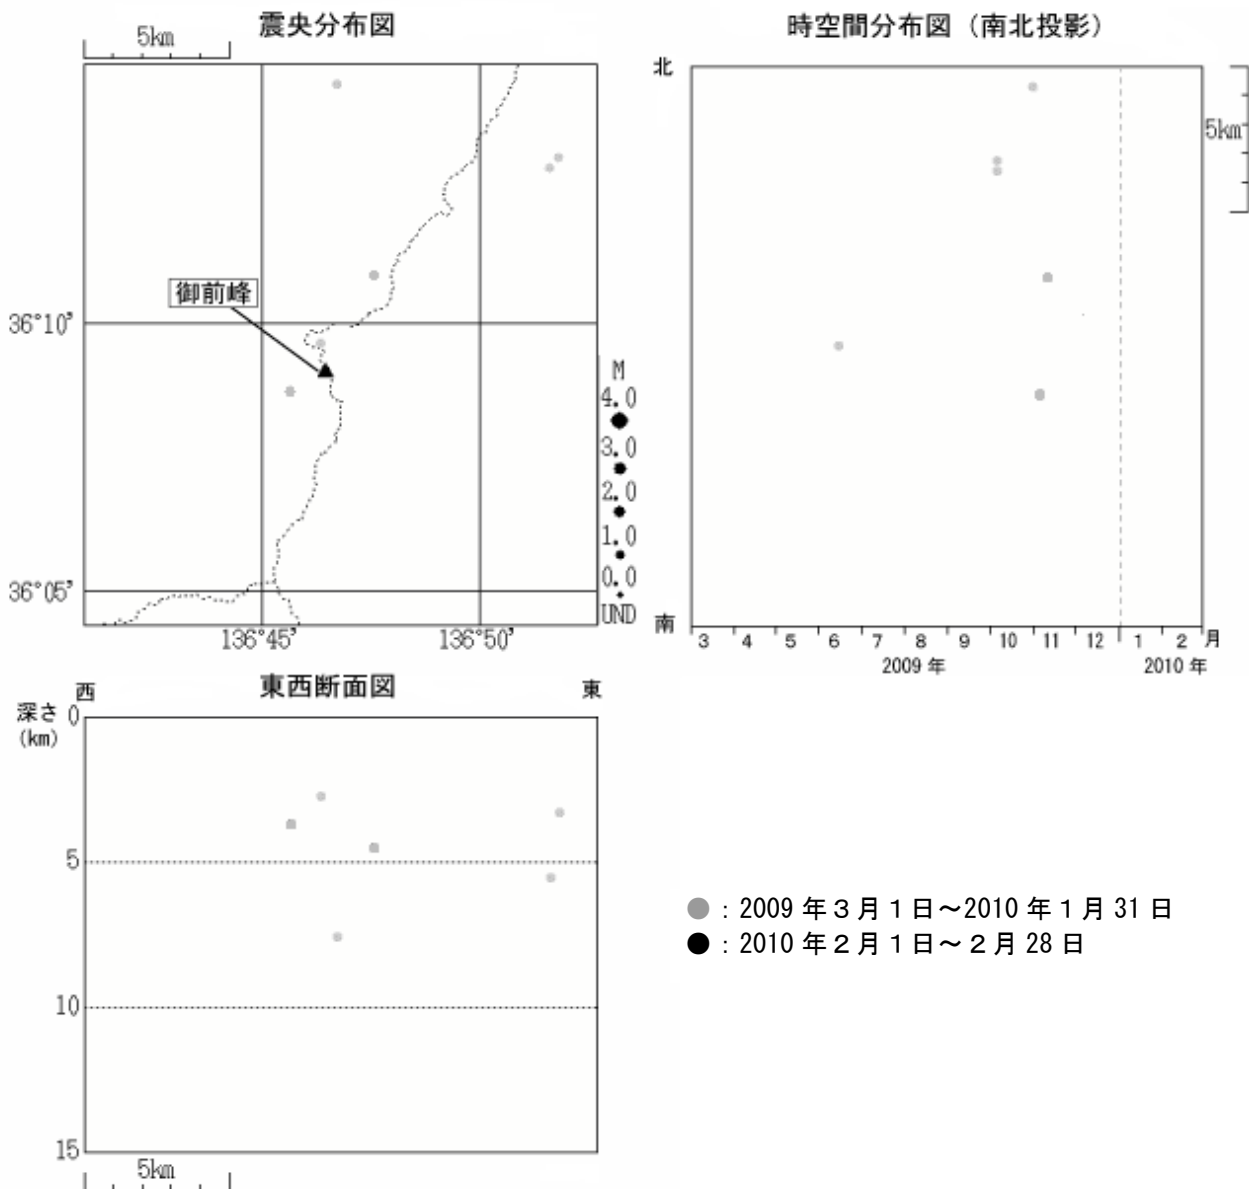 震央分布図
5km
御前峰
36°10'
36°05'
136°45'
136°50'
M
4.0
3.0
2.0
1.0
0.0
UND
時空間分布図（南北投影）
北
南
5km
3 4 5 6 7 8 9 10 11 12 1 2 月
2009 年 2010 年
東西断面図
西 東
深さ
(km)
0
5
10
15
5km
● : 2009 年３月１日～2010 年１月 31 日
● : 2010 年２月１日～２月 28 日